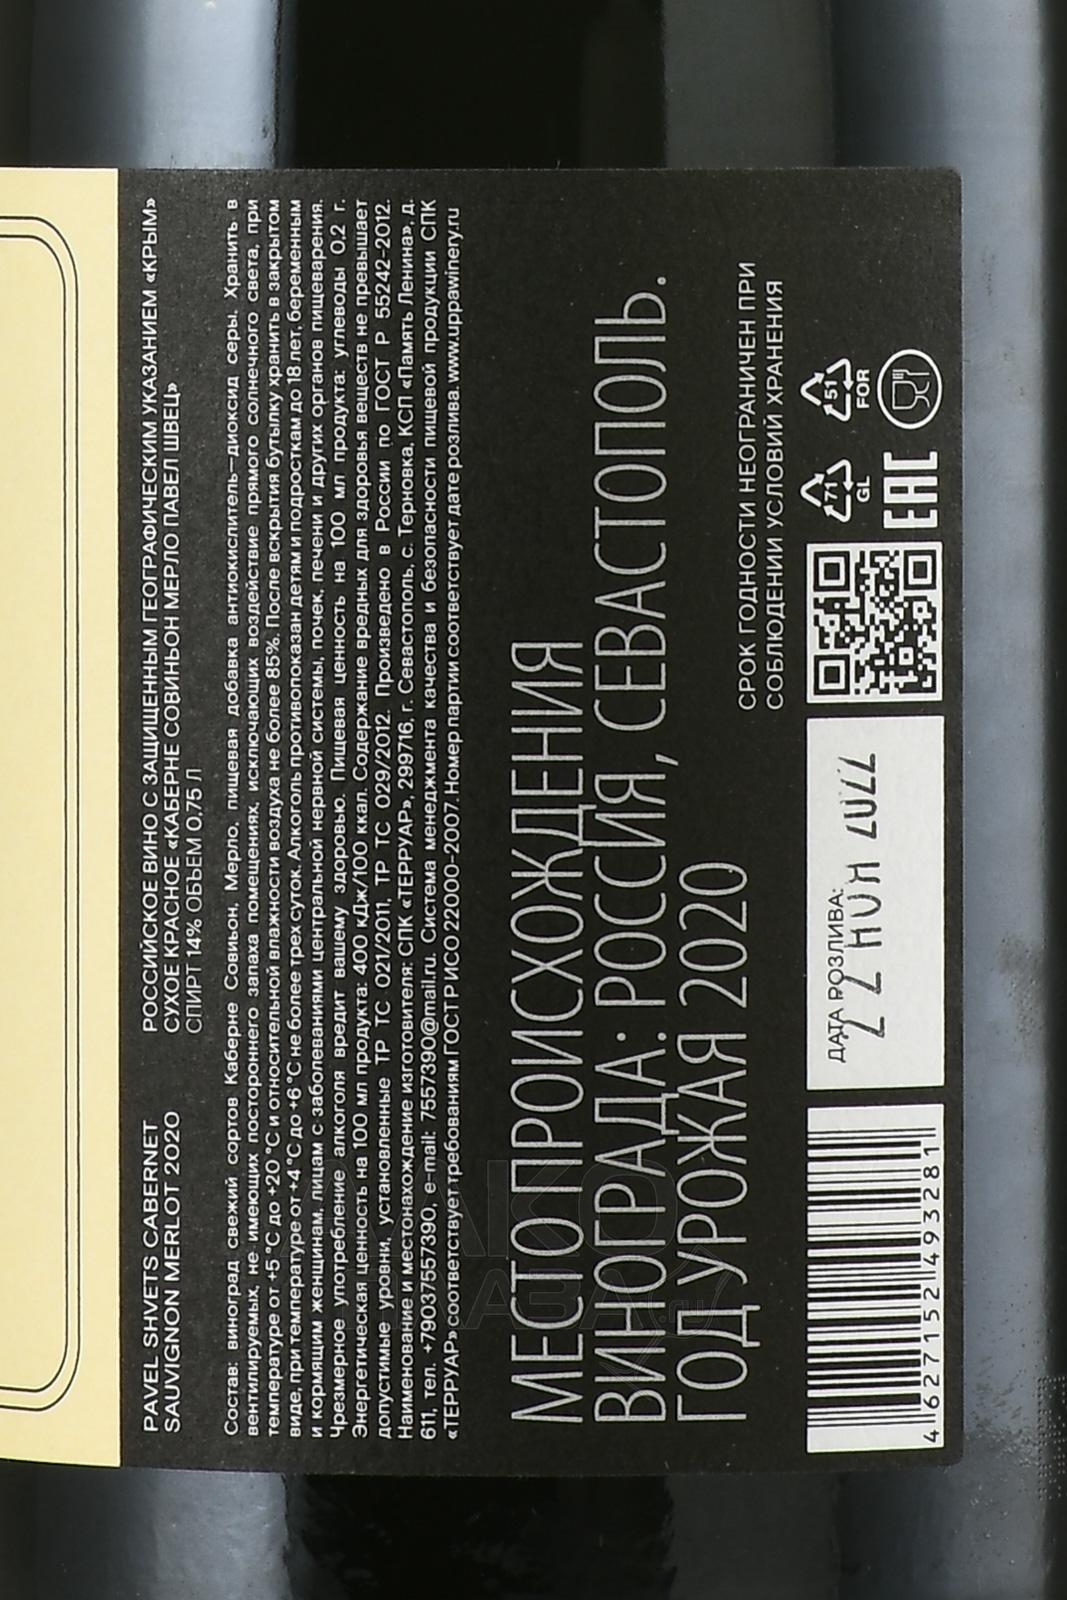 PAVEL SHVETS CABERNET
SAUVIGNON MERLOT 2020
РОССИЙСКОЕ ВИНО С ЗАЩИЩЕННЫМ ГЕОГРАФИЧЕСКИМ УКАЗАНИЕМ «КРЫМ»
СУХОЕ КРАСНОЕ «КАБЕРНЕ СОВИНЬОН МЕРЛО ПАВЕЛ ШВЕЦ»
СПИРТ 14% ОБЪЕМ 0,75 Л
Состав: виноград свежий сортов Каберне Совиньон, Мерло, пищевая добавка антиокислитель–диоксид серы. Хранить в
вентилируемых, не имеющих постороннего запаха помещениях, исключающих воздействие прямого солнечного света, при
температуре от +5 °С до +20 °С и относительной влажности воздуха не более 85%. После вскрытия бутылку хранить в закрытом
виде, при температуре от +4 °С до +6 °С не более трех суток. Алкоголь противопоказан детям и подросткам до 18 лет, беременным
и кормящим женщинам, лицам с заболеваниями центральной нервной системы, почек, печени и других органов пищеварения.
Чрезмерное употребление алкоголя вредит вашему здоровью. Пищевая ценность на 100 мл продукта: углеводы 0,2 г.
Энергетическая ценность на 100 мл продукта: 400 кДж/100 ккал. Содержание вредных для здоровья веществ не превышает
допустимые уровни, установленные ТР ТС 021/2011, ТР ТС 029/2012. Произведено в России по ГОСТ Р 55242-2012.
Наименование и местонахождение изготовителя: СПК «ТЕРРУАР», 299716, г. Севастополь, с. Терновка, КСП «Память Ленина», д.
611, тел. +79037557390, e-mail: 7557390@mail.ru. Система менеджмента качества и безопасности пищевой продукции СПК
«ТЕРРУАР» соответствует требованиям ГОСТ Р ИСО 22000-2007. Номер партии соответствует дате розлива. www.uppawinery.ru
МЕСТО ПРОИСХОЖДЕНИЯ
ВИНОГРАДА: РОССИЯ, СЕВАСТОПОЛЬ.
ГОД УРОЖАЯ 2020
СРОК ГОДНОСТИ НЕОГРАНИЧЕН ПРИ
СОБЛЮДЕНИИ УСЛОВИЙ ХРАНЕНИЯ
4 627152 493281
ДАТА РОЗЛИВА:
22 НОЯ 2022
71
GL
51
FOR
EAC